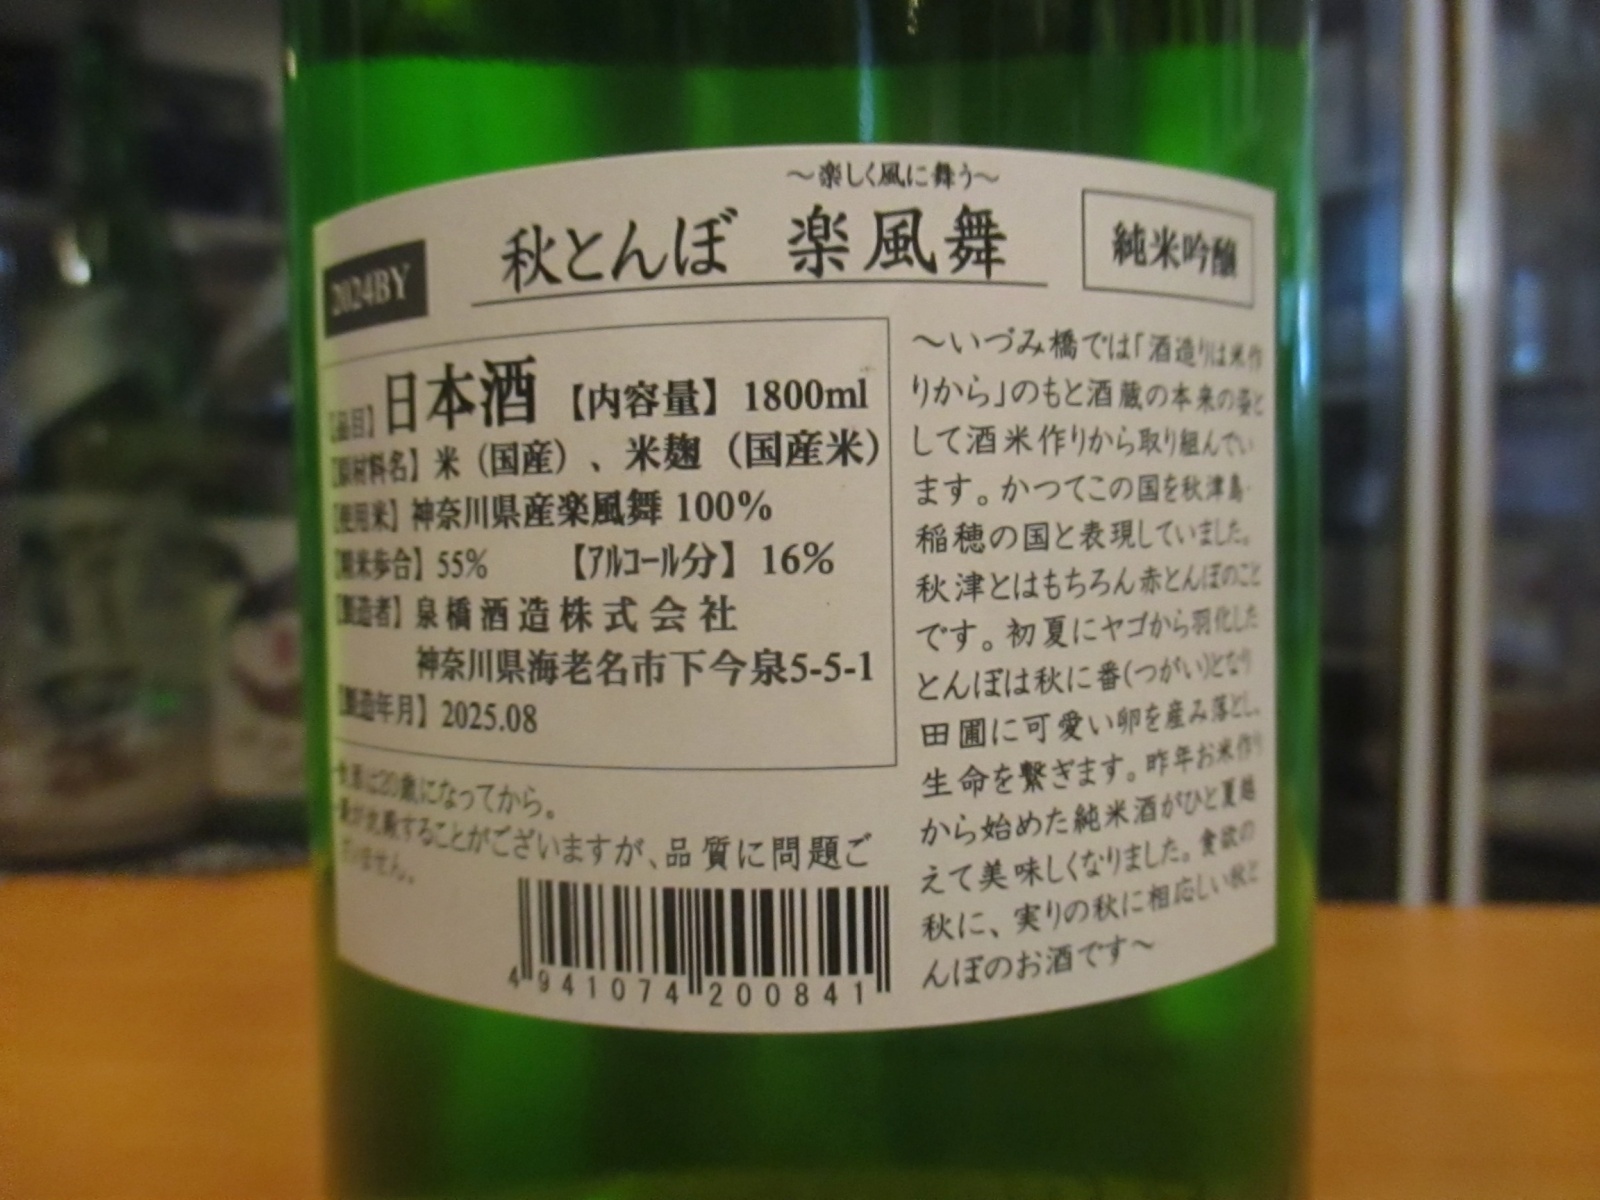 ～楽しく風に舞う～
秋とんぼ 楽風舞
純米吟醸
2024BY
【品目】日本酒 【内容量】 1800ml
【原材料名】米（国産）、米麹（国産米）
【使用米】神奈川県産楽風舞 100%
【精米歩合】55% 【アルコール分】16%
【製造者】泉橋酒造株式会社
神奈川県海老名市下今泉5-5-1
【製造年月】2025.08
飲酒は20歳になってから。
することがございますが、品質に問題ご
ざいません。
4 941074 200841
～いづみ橋では「酒造りは米作
りから」のもと酒蔵の本来の姿と
して酒米作りから取り組んでい
ます。かつてこの国を秋津島・
稲穂の国と表現していました。
秋津とはもちろん赤とんぼのこと
です。初夏にヤゴから羽化した
とんぼは秋に番(つがい)となり
田圃に可愛い卵を産み落とし、
生命を繋ぎます。昨年お米作り
から始めた純米酒がひと夏越
えて美味しくなりました。食欲の
秋に、実りの秋に相応しい秋と
んぼのお酒です～